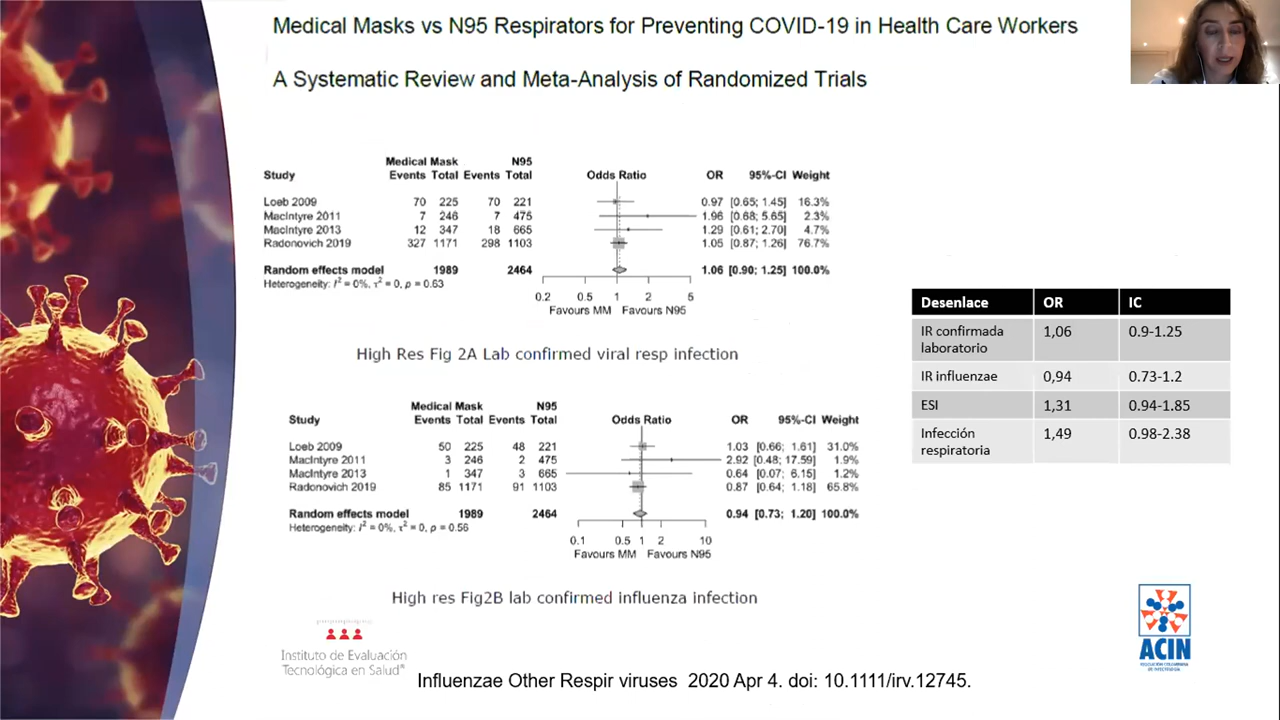 Medical Masks vs N95 Respirators for Preventing COVID-19 in Health Care Workers
A Systematic Review and Meta-Analysis of Randomized Trials
Medical Mask N95
Study Events Total Events Total Odds Ratio OR 95%-CI Weight
Loeb 2009 70 225 70 221 0.97 [0.65; 1.45] 16.3%
MacIntyre 2011 7 246 7 475 1.96 [0.68; 5.65] 2.3%
MacIntyre 2013 12 347 18 665 1.29 [0.61; 2.70] 4.7%
Radonovich 2019 327 1171 298 1103 1.05 [0.87; 1.26] 76.7%
Random effects model 1989 2464 1.06 [0.90; 1.25] 100.0%
Heterogeneity: I² = 0%, τ² = 0, p = 0.63
0.2 0.5 1 2 5
Favours MM Favours N95
High Res Fig 2A Lab confirmed viral resp infection
Medical Mask N95
Study Events Total Events Total Odds Ratio OR 95%-CI Weight
Loeb 2009 50 225 48 221 1.03 [0.66; 1.61] 31.0%
MacIntyre 2011 3 246 2 475 2.92 [0.48; 17.59] 1.9%
MacIntyre 2013 1 347 3 665 0.64 [0.07; 6.15] 1.2%
Radonovich 2019 85 1171 91 1103 0.87 [0.64; 1.18] 65.8%
Random effects model 1989 2464 0.94 [0.73; 1.20] 100.0%
Heterogeneity: I² = 0%, τ² = 0, p = 0.56
0.1 0.5 1 2 10
Favours MM Favours N95
High res Fig2B lab confirmed influenza infection
Desenlace OR IC
IR confirmada 1,06 0.9-1.25
laboratorio
IR influenzae 0,94 0.73-1.2
ESI 1,31 0.94-1.85
Infección 1,49 0.98-2.38
respiratoria
Instituto de Evaluación
Tecnológica en Salud®
ACIN
ASOCIACIÓN COLOMBIANA
DE INFECTOLOGÍA
Influenzae Other Respir viruses 2020 Apr 4. doi: 10.1111/irv.12745.